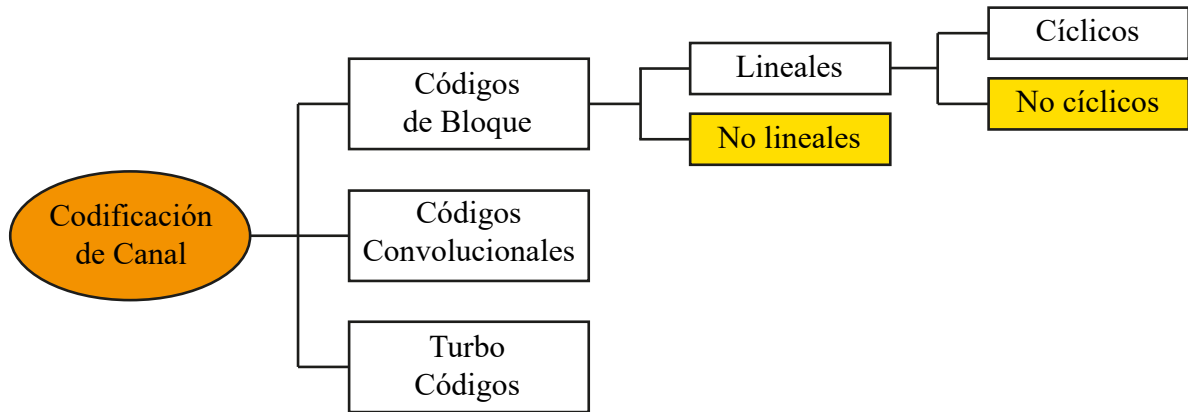 Codificación
de Canal
Códigos
de Bloque
Códigos
Convolucionales
Turbo
Códigos
Lineales
No lineales
Cíclicos
No cíclicos